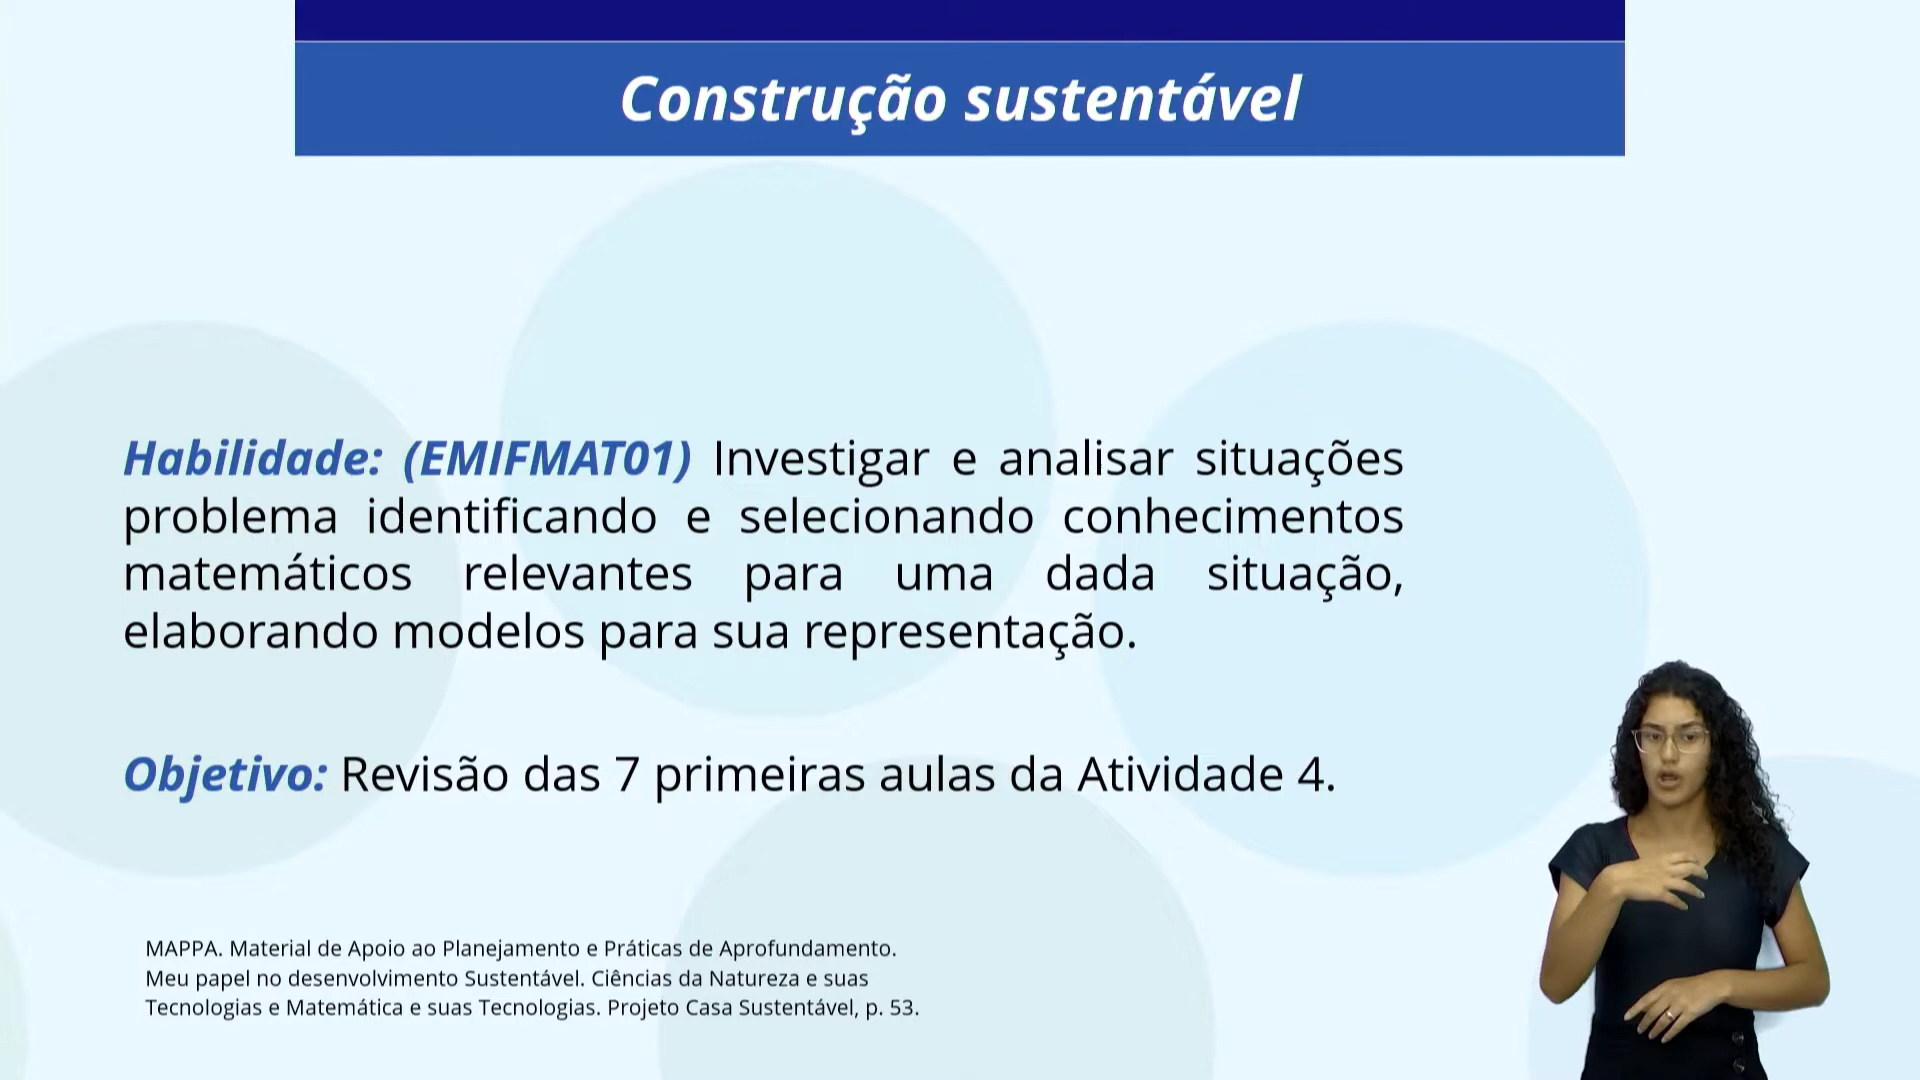 Construção sustentável
Habilidade: (EMIFMAT01) Investigar e analisar situações
problema identificando e selecionando conhecimentos
matemáticos relevantes para uma dada situação,
elaborando modelos para sua representação.
Objetivo: Revisão das 7 primeiras aulas da Atividade 4.
MAPPA. Material de Apoio ao Planejamento e Práticas de Aprofundamento.
Meu papel no desenvolvimento Sustentável. Ciências da Natureza e suas
Tecnologias e Matemática e suas Tecnologias. Projeto Casa Sustentável, p. 53.